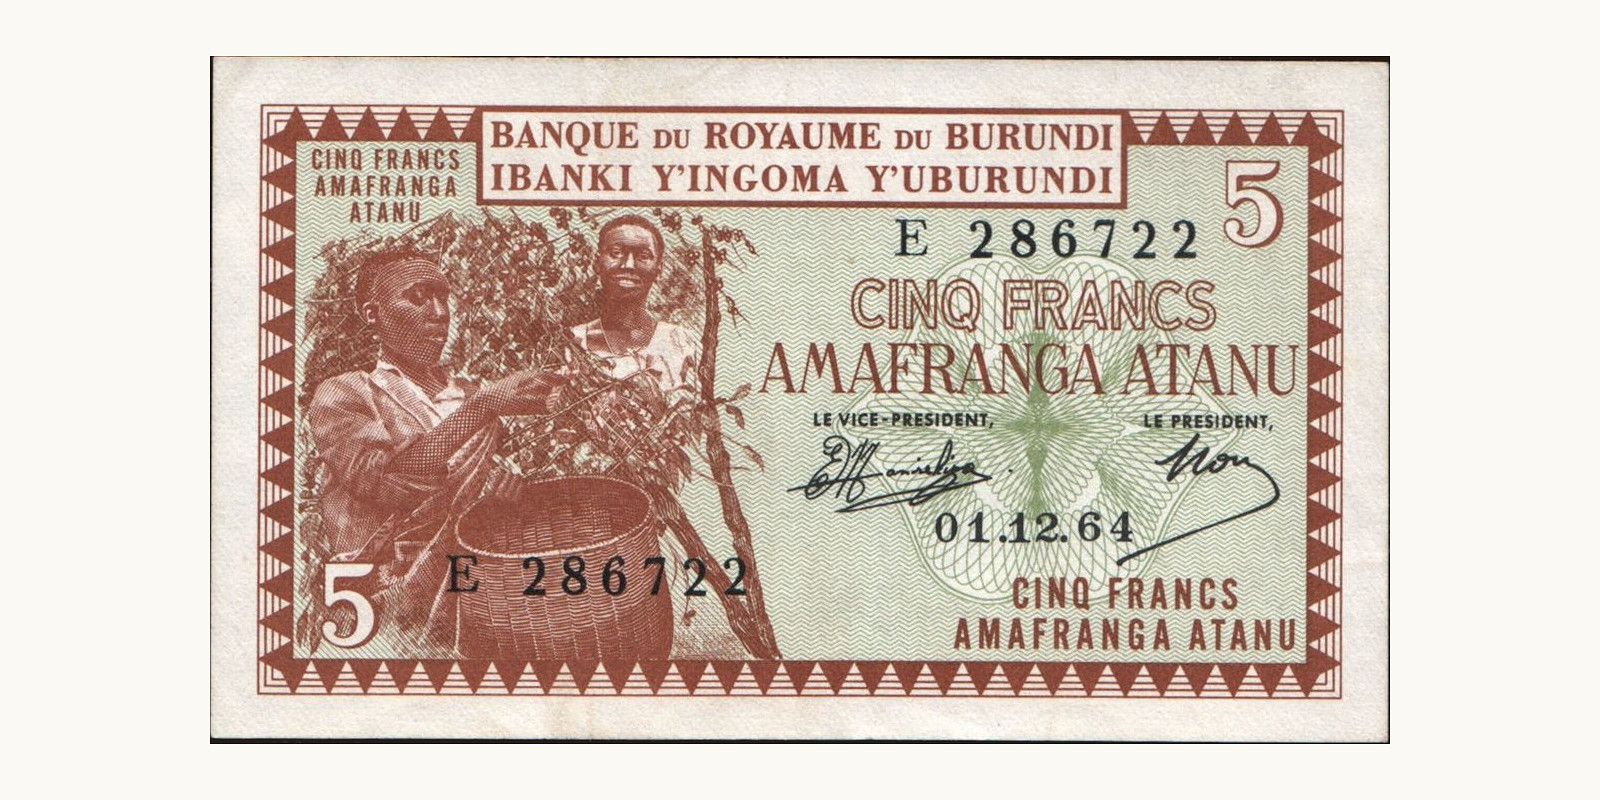 BANQUE DU ROYAUME DU BURUNDI
IBANKI Y'INGOMA Y'UBURUNDI
CINQ FRANCS
AMAFRANGA
ATANU
5
E 286722
CINQ FRANCS
AMAFRANGA ATANU
LE VICE-PRESIDENT,
LE PRESIDENT,
01.12.64
E 286722
5
CINQ FRANCS
AMAFRANGA ATANU